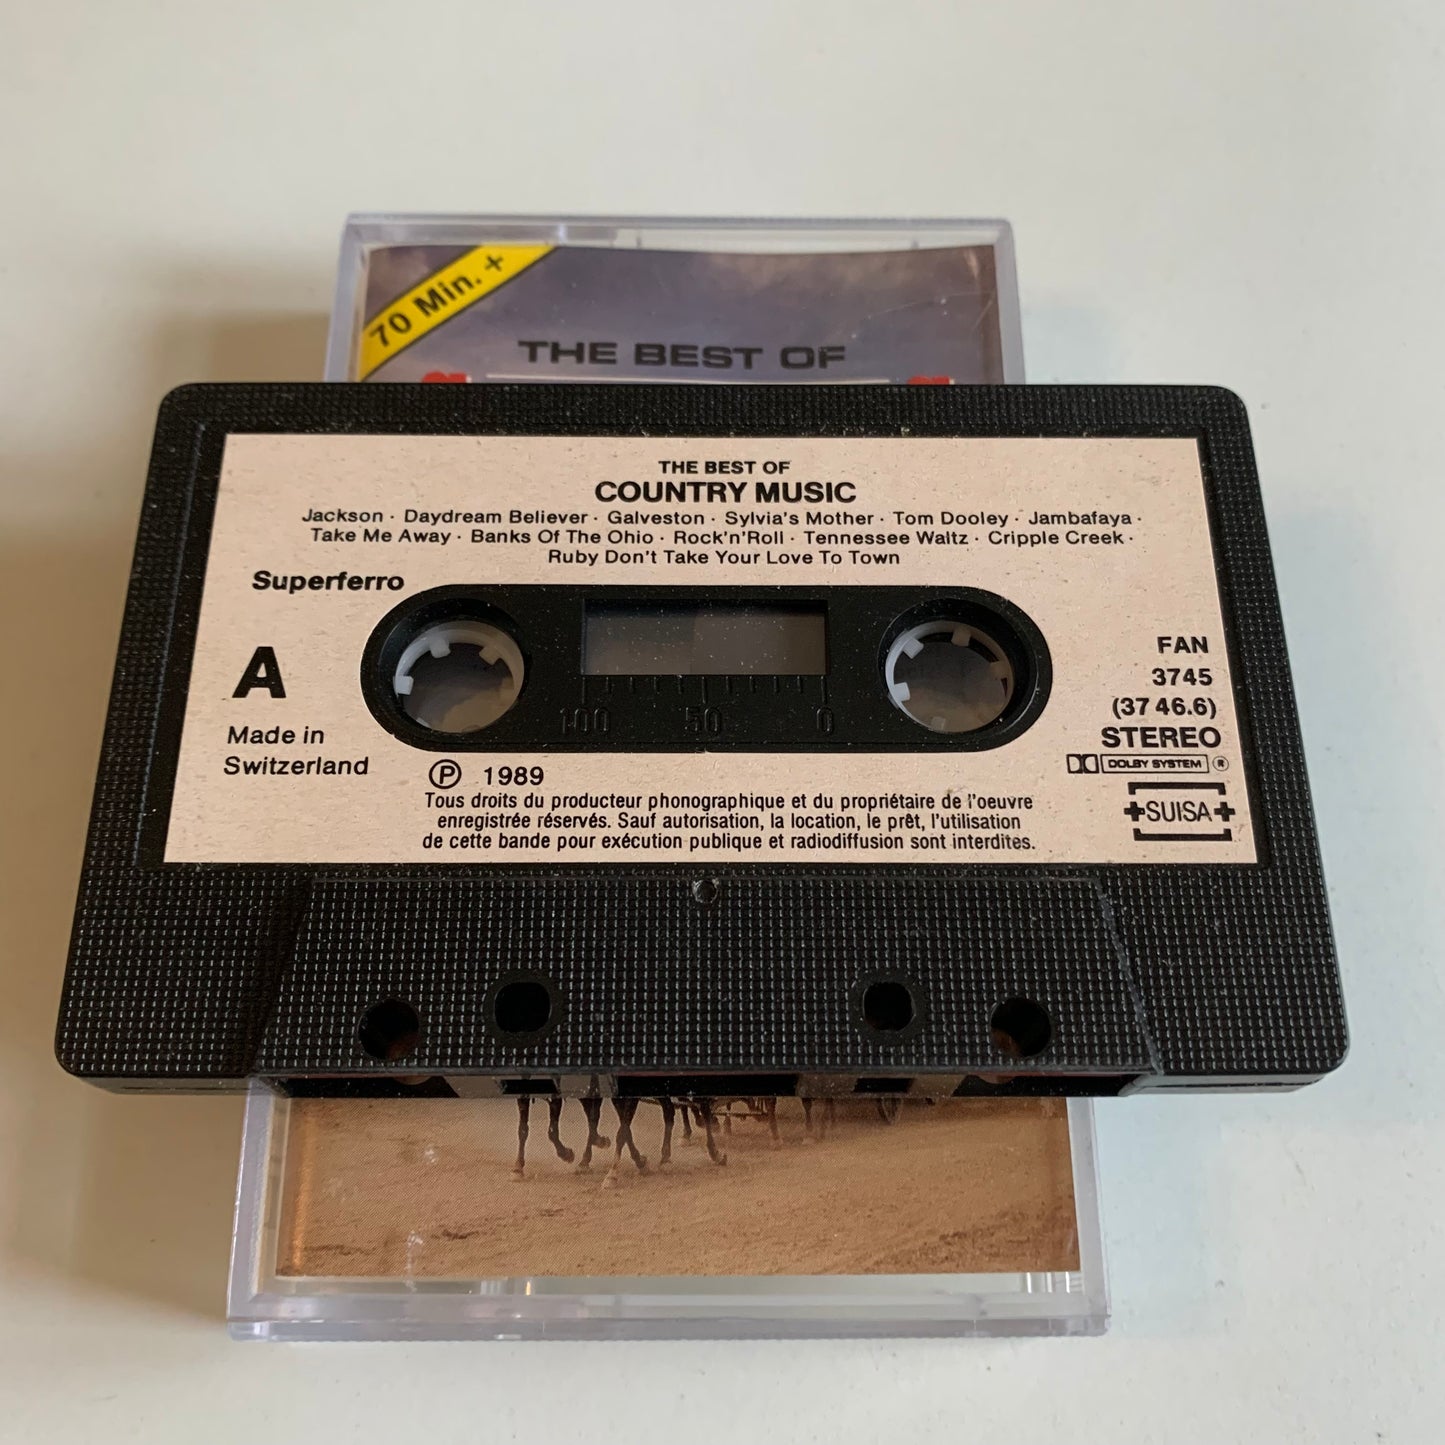 70 Min. +
THE BEST OF
THE BEST OF
COUNTRY MUSIC
Jackson · Daydream Believer · Galveston · Sylvia's Mother · Tom Dooley · Jambafaya ·
Take Me Away · Banks Of The Ohio · Rock'n'Roll · Tennessee Waltz · Cripple Creek ·
Ruby Don't Take Your Love To Town
Superferro
A
Made in
Switzerland
100 50 0
FAN
3745
(37 46.6)
STEREO
DOLBY SYSTEM ®
SUISA
Ⓟ 1989
Tous droits du producteur phonographique et du propriétaire de l'oeuvre
enregistrée réservés. Sauf autorisation, la location, le prêt, l'utilisation
de cette bande pour exécution publique et radiodiffusion sont interdites.